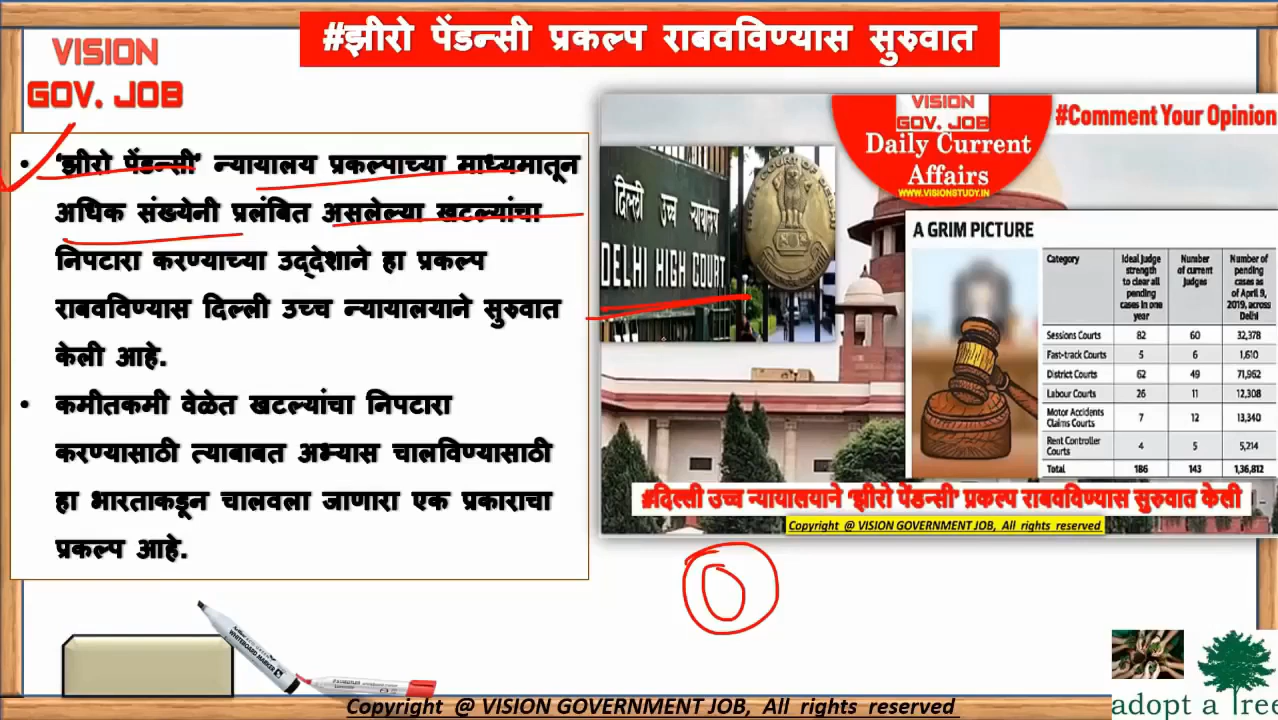 #झीरो पेंडन्सी प्रकल्प राबवविण्यास सुरुवात
VISION
GOV. JOB
• 'झीरो पेंडन्सी' न्यायालय प्रकल्पाच्या माध्यमातून
अधिक संख्येनी प्रलंबित असलेल्या खटल्यांचा
निपटारा करण्याच्या उद्देशाने हा प्रकल्प
राबवविण्यास दिल्ली उच्च न्यायालयाने सुरुवात
केली आहे.
• कमीतकमी वेळेत खटल्यांचा निपटारा
करण्यासाठी त्याबाबत अभ्यास चालविण्यासाठी
हा भारताकडून चालवला जाणारा एक प्रकाराचा
प्रकल्प आहे.
VISION
GOV. JOB
Daily Current
Affairs
WWW.VISIONSTUDY.IN
#Comment Your Opinion
दिल्ली उच्च न्यायालय
DELHI HIGH COURT
A GRIM PICTURE
Category Ideal judge strength to clear all pending cases in one year Number of current judges Number of pending cases as of April 9, 2019, across Delhi
Sessions Courts 82 60 32,378
Fast-track Courts 5 6 1,610
District Courts 62 49 71,962
Labour Courts 26 11 12,308
Motor Accidents Claims Courts 7 12 13,340
Rent Controller Courts 4 5 5,214
Total 186 143 1,36,812
#दिल्ली उच्च न्यायालयाने 'झीरो पेंडन्सी' प्रकल्प राबवविण्यास सुरुवात केली
Copyright @ VISION GOVERNMENT JOB, All rights reserved
0
adopt a Tree
Copyright @ VISION GOVERNMENT JOB, All rights reserved